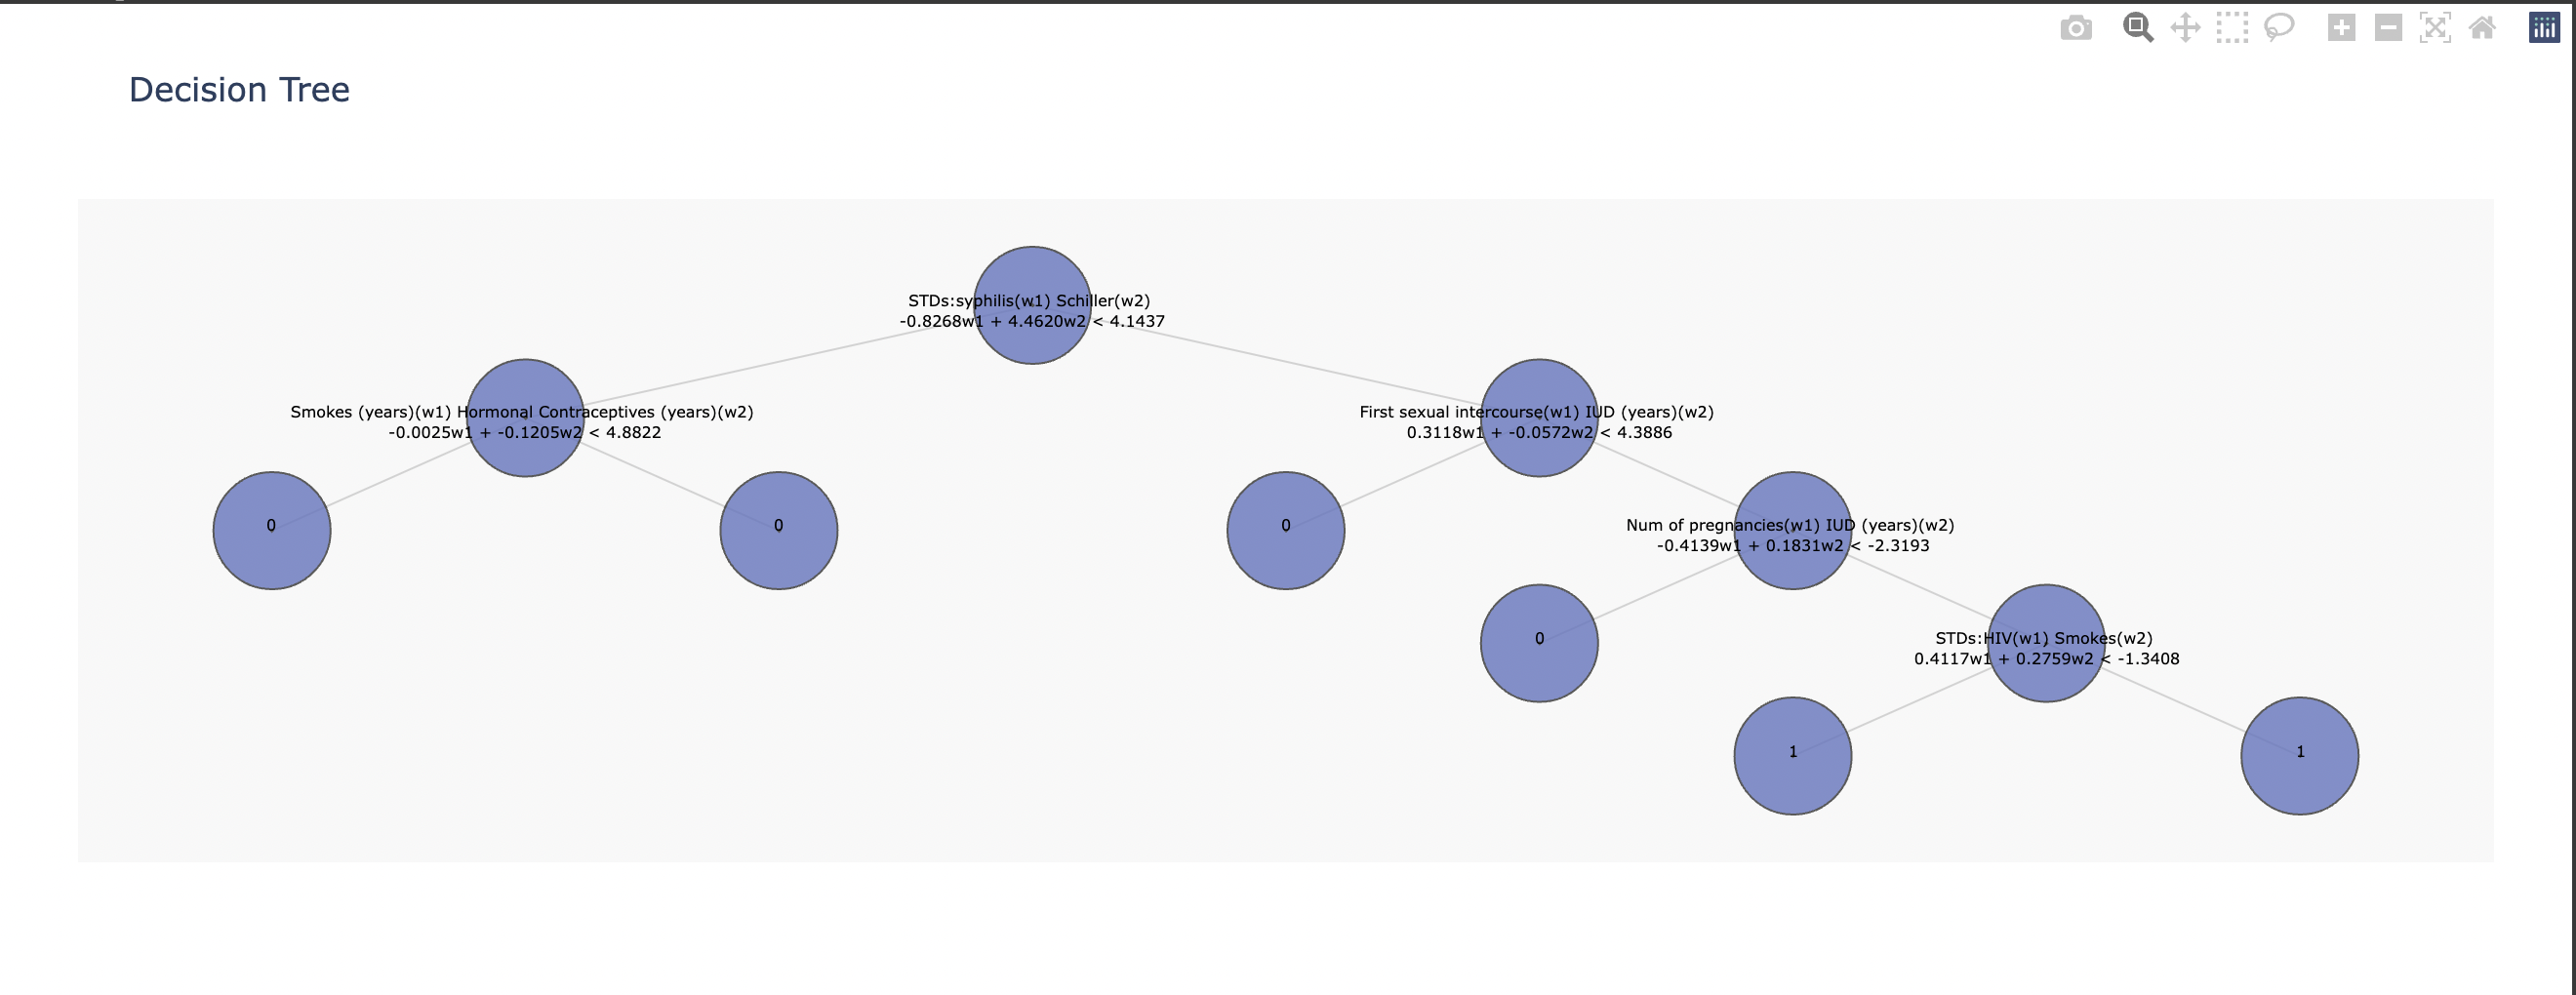 Decision Tree
STDs:syphilis(w1) Schiller(w2)
-0.8268w1 + 4.4620w2 < 4.1437
Smokes (years)(w1) Hormonal Contraceptives (years)(w2)
-0.0025w1 + -0.1205w2 < 4.8822
First sexual intercourse(w1) IUD (years)(w2)
0.3118w1 + -0.0572w2 < 4.3886
0
0
0
Num of pregnancies(w1) IUD (years)(w2)
-0.4139w1 + 0.1831w2 < -2.3193
0
STDs:HIV(w1) Smokes(w2)
0.4117w1 + 0.2759w2 < -1.3408
1
1